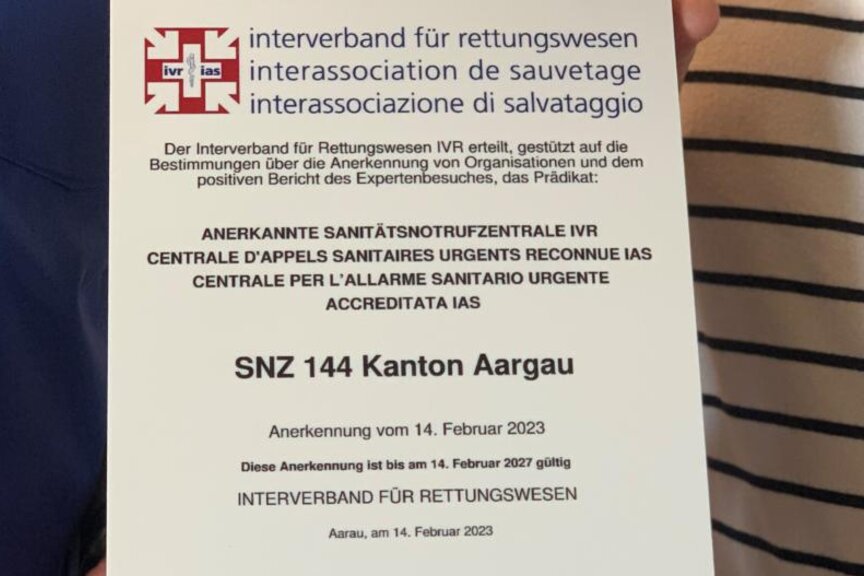 ivr ias
interverband für rettungswesen
interassociation de sauvetage
interassociazione di salvataggio
Der Interverband für Rettungswesen IVR erteilt, gestützt auf die
Bestimmungen über die Anerkennung von Organisationen und dem
positiven Bericht des Expertenbesuches, das Prädikat:
ANERKANNTE SANITÄTSNOTRUFZENTRALE IVR
CENTRALE D'APPELS SANITAIRES URGENTS RECONNUE IAS
CENTRALE PER L'ALLARME SANITARIO URGENTE
ACCREDITATA IAS
SNZ 144 Kanton Aargau
Anerkennung vom 14. Februar 2023
Diese Anerkennung ist bis am 14. Februar 2027 gültig
INTERVERBAND FÜR RETTUNGSWESEN
Aarau, am 14. Februar 2023